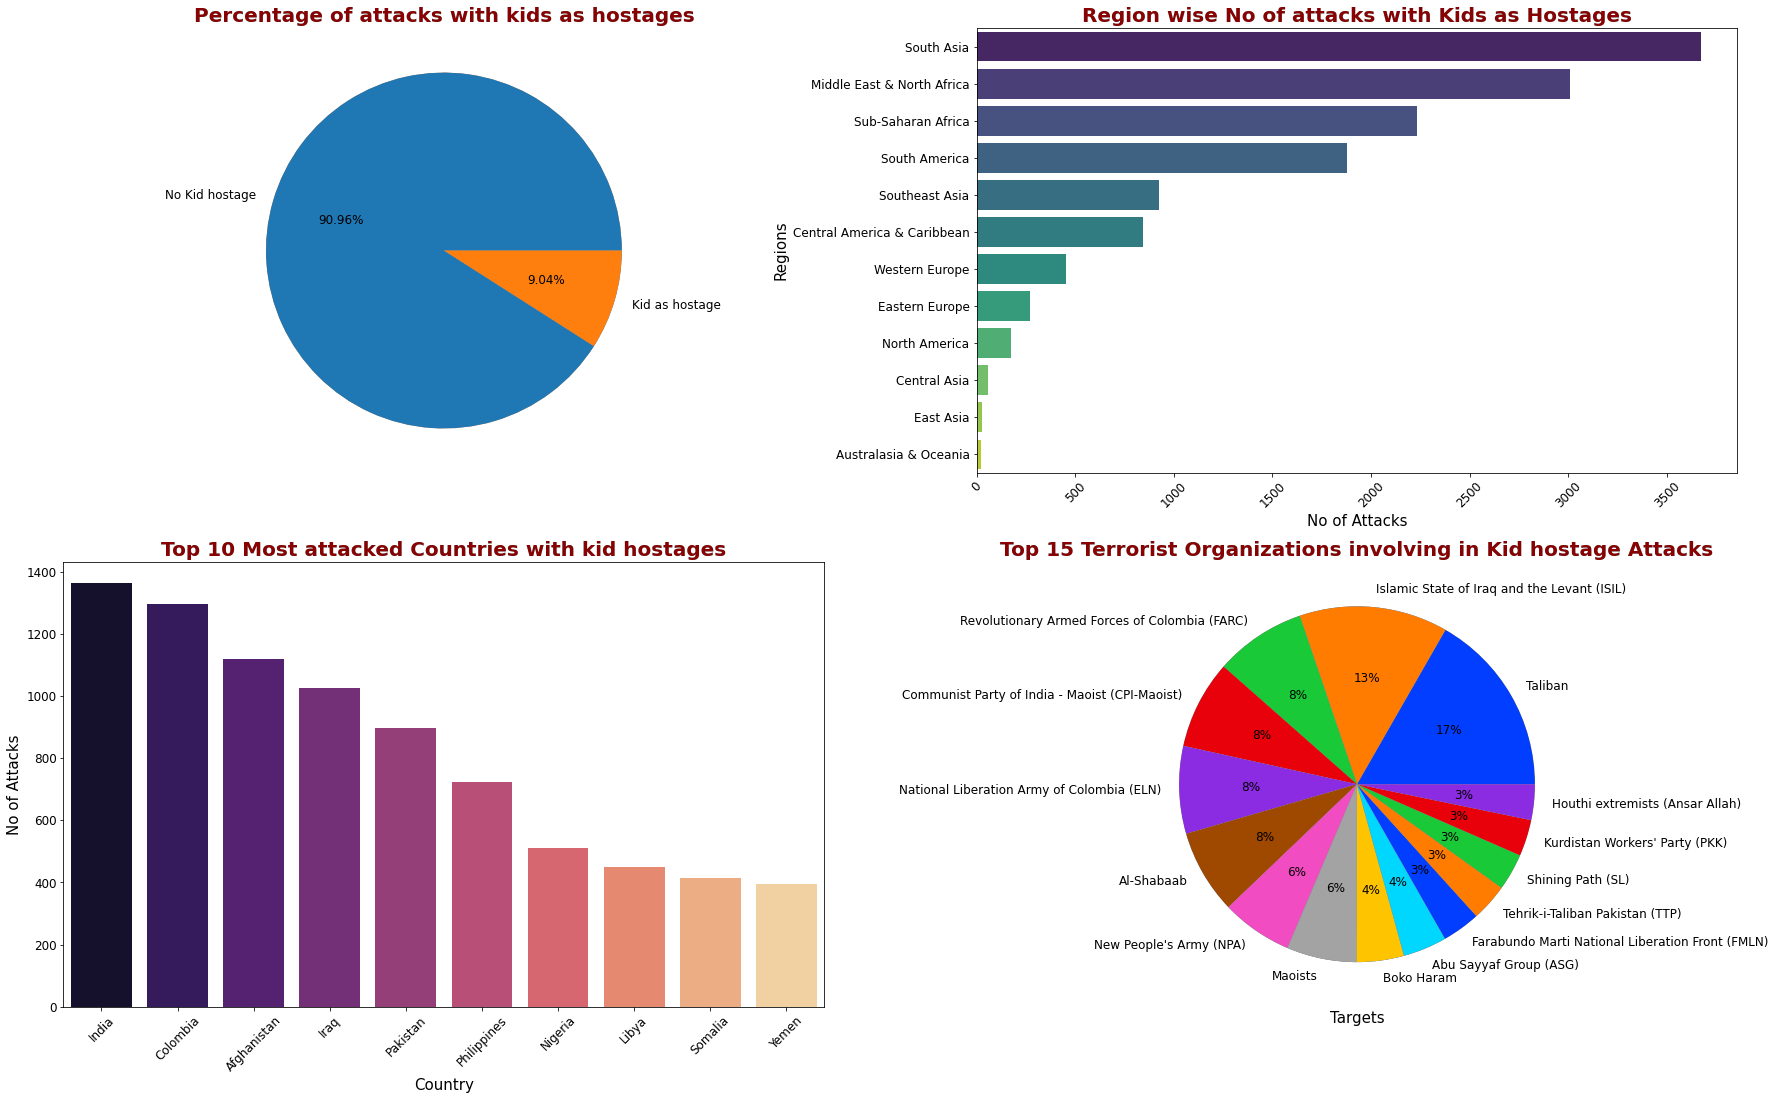 Percentage of attacks with kids as hostages
No Kid hostage
90.96%
9.04%
Kid as hostage
Region wise No of attacks with Kids as Hostages
Regions
South Asia
Middle East & North Africa
Sub-Saharan Africa
South America
Southeast Asia
Central America & Caribbean
Western Europe
Eastern Europe
North America
Central Asia
East Asia
Australasia & Oceania
0
500
1000
1500
2000
2500
3000
3500
No of Attacks
Top 10 Most attacked Countries with kid hostages
No of Attacks
1400
1200
1000
800
600
400
200
0
India
Colombia
Afghanistan
Iraq
Pakistan
Philippines
Nigeria
Libya
Somalia
Yemen
Country
Top 15 Terrorist Organizations involving in Kid hostage Attacks
Islamic State of Iraq and the Levant (ISIL)
Revolutionary Armed Forces of Colombia (FARC)
Communist Party of India - Maoist (CPI-Maoist)
National Liberation Army of Colombia (ELN)
Al-Shabaab
New People's Army (NPA)
Maoists
Boko Haram
Abu Sayyaf Group (ASG)
Farabundo Marti National Liberation Front (FMLN)
Tehrik-i-Taliban Pakistan (TTP)
Shining Path (SL)
Kurdistan Workers' Party (PKK)
Houthi extremists (Ansar Allah)
Taliban
17%
13%
8%
8%
8%
8%
6%
6%
4%
4%
3%
3%
3%
3%
3%
Targets